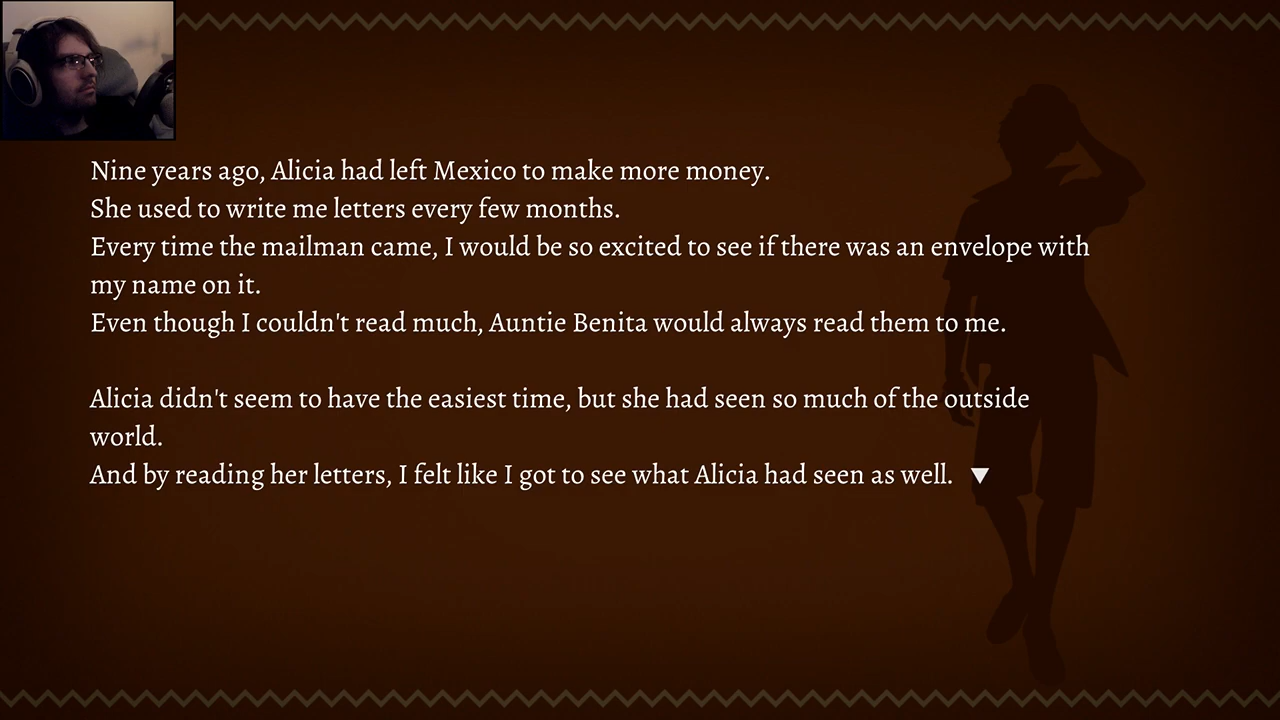 Nine years ago, Alicia had left Mexico to make more money.
She used to write me letters every few months.
Every time the mailman came, I would be so excited to see if there was an envelope with
my name on it.
Even though I couldn't read much, Auntie Benita would always read them to me.
Alicia didn't seem to have the easiest time, but she had seen so much of the outside
world.
And by reading her letters, I felt like I got to see what Alicia had seen as well.